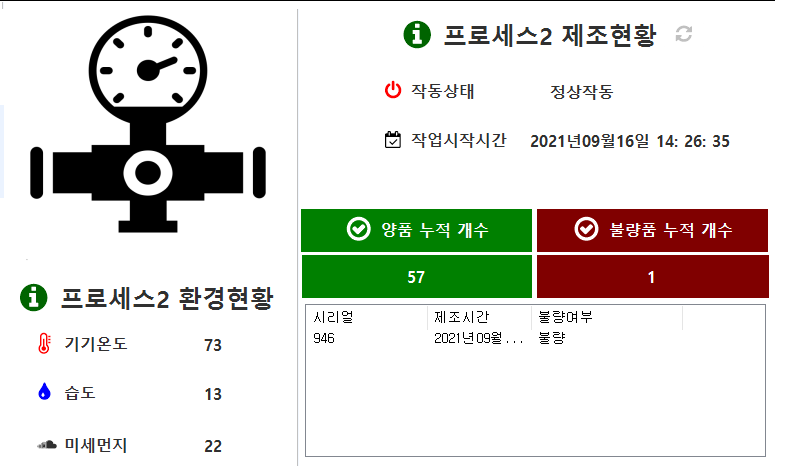 프로세스2 제조현황
작동상태 정상작동
작업시작시간 2021년09월16일 14: 26: 35
양품 누적 개수 불량품 누적 개수
57 1
시리얼 제조시간 불량여부
946 2021년09월... 불량
프로세스2 환경현황
기기온도 73
습도 13
미세먼지 22